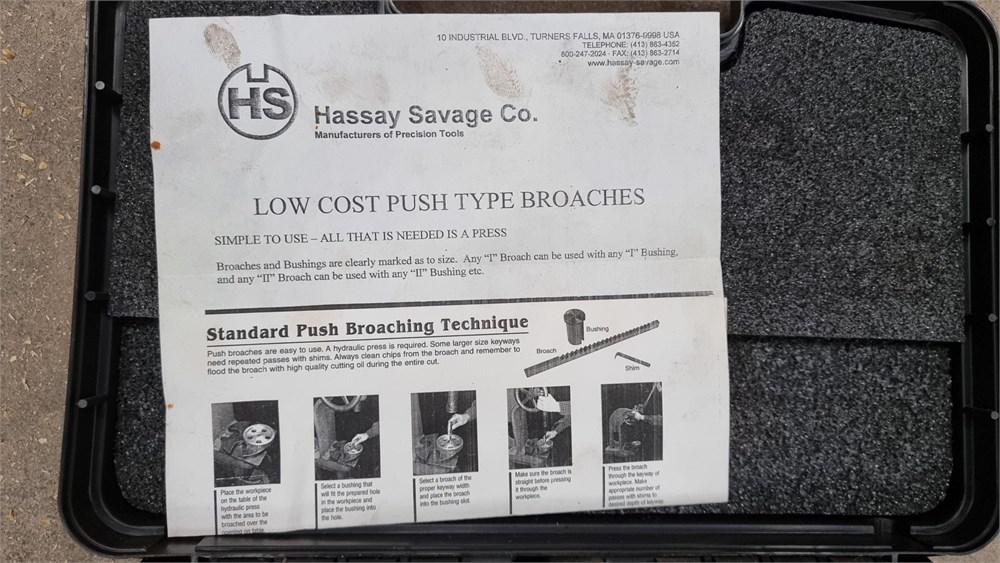 10 INDUSTRIAL BLVD., TURNERS FALLS, MA 01376-9998 USA
TELEPHONE: (413) 863-4352
800-247-2024 · FAX: (413) 863-2714
www.hassay-savage.com
HS
Hassay Savage Co.
Manufacturers of Precision Tools
LOW COST PUSH TYPE BROACHES
SIMPLE TO USE – ALL THAT IS NEEDED IS A PRESS
Broaches and Bushings are clearly marked as to size. Any “I” Broach can be used with any “I” Bushing,
and any “II” Broach can be used with any “II” Bushing etc.
Standard Push Broaching Technique
Push broaches are easy to use. A hydraulic press is required. Some larger size keyways
need repeated passes with shims. Always clean chips from the broach and remember to
flood the broach with high quality cutting oil during the entire cut.
Bushing
Broach
Shim
Place the workpiece
on the table of the
hydraulic press
with the area to be
broached over the
opening on table
Select a bushing that
will fit the prepared hole
in the workpiece and
place the bushing into
the hole.
Select a broach of the
proper keyway width
and place the broach
into the bushing slot.
Make sure the broach is
straight before pressing
it through the
workpiece.
Press the broach
through the keyway of
workpiece. Make
appropriate number of
passes with shims to
desired depth of keyway